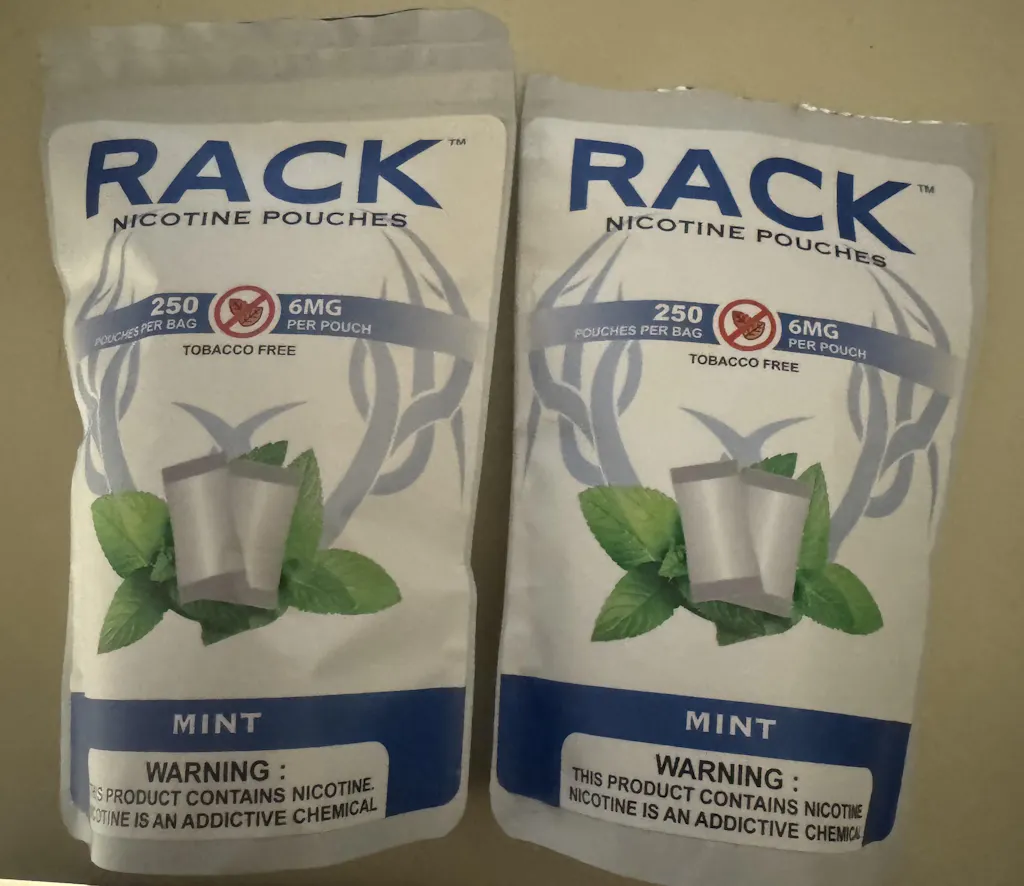 RACK™
NICOTINE POUCHES
250
POUCHES PER BAG
6MG
PER POUCH
TOBACCO FREE
MINT
WARNING :
THIS PRODUCT CONTAINS NICOTINE.
NICOTINE IS AN ADDICTIVE CHEMICAL
RACK™
NICOTINE POUCHES
250
POUCHES PER BAG
6MG
PER POUCH
TOBACCO FREE
MINT
WARNING :
THIS PRODUCT CONTAINS NICOTINE
NICOTINE IS AN ADDICTIVE CHEMICAL